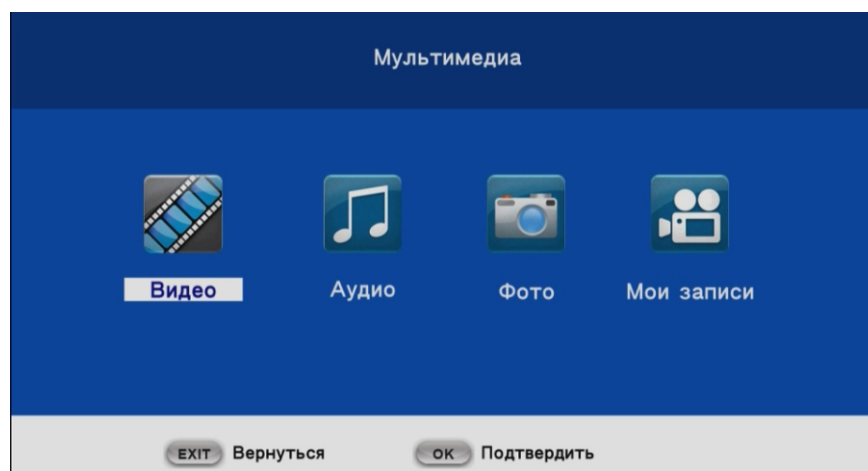 Мультимедиа
Видео Аудио Фото Мои записи
EXIT Вернуться OK Подтвердить